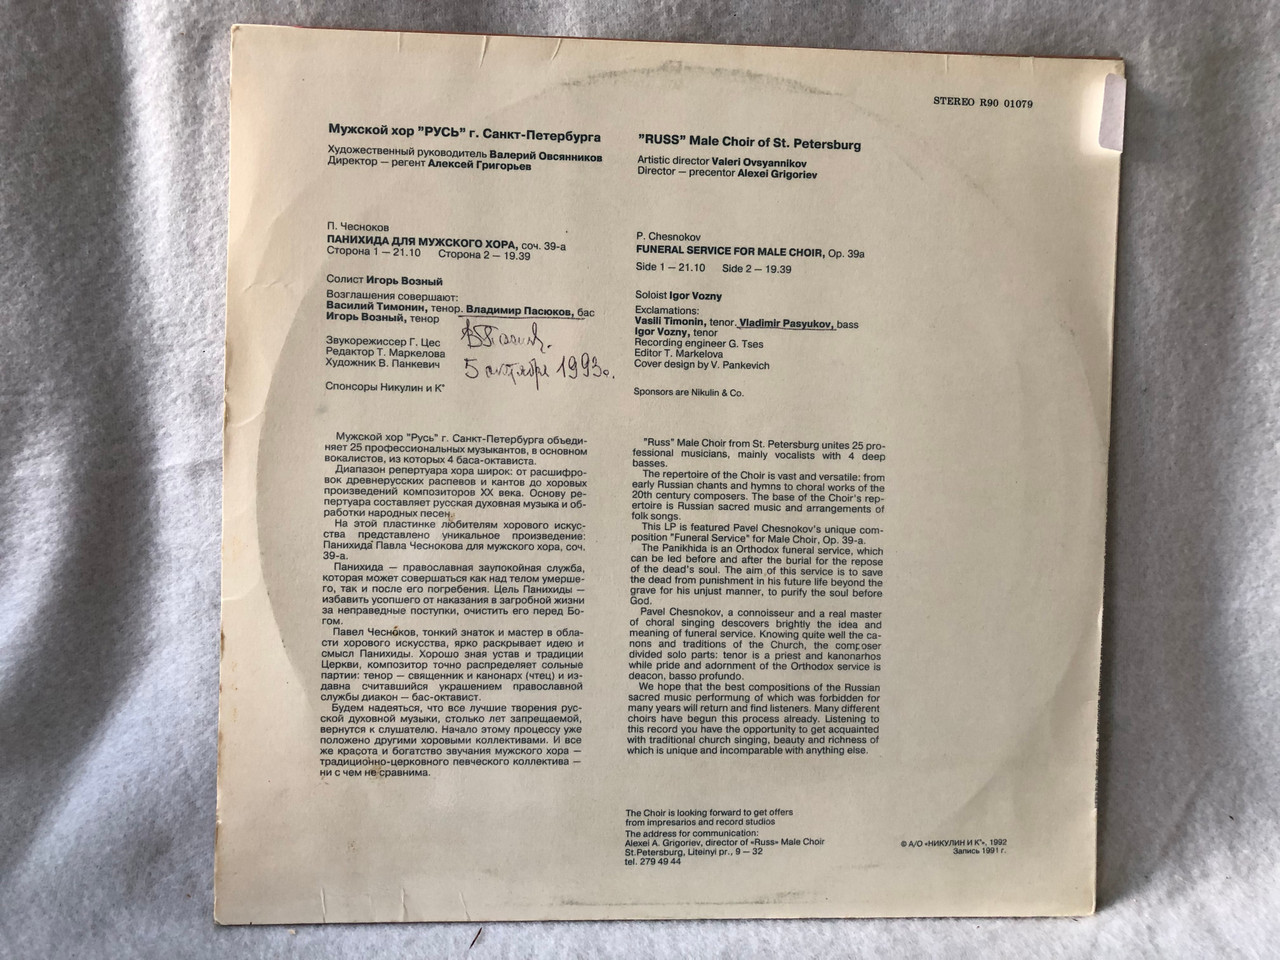 STEREO R90 01079
Мужской хор "РУСЬ" г. Санкт-Петербурга
Художественный руководитель Валерий Овсянников
Директор — регент Алексей Григорьев
"RUSS" Male Choir of St. Petersburg
Artistic director Valeri Ovsyannikov
Director — precentor Alexei Grigoriev
П. Чесноков
ПАНИХИДА ДЛЯ МУЖСКОГО ХОРА, соч. 39-а
Сторона 1 — 21.10 Сторона 2 — 19.39
Солист Игорь Возный
Возглашения совершают:
Василий Тимонин, тенор. Владимир Пасюков, бас
Игорь Возный, тенор
Звукорежиссер Г. Цес
Редактор Т. Маркелова
Художник В. Панкевич
5 октября 1993г.
Спонсоры Никулин и К°
P. Chesnokov
FUNERAL SERVICE FOR MALE CHOIR, Op. 39a
Side 1 — 21.10 Side 2 — 19.39
Soloist Igor Vozny
Exclamations:
Vasili Timonin, tenor. Vladimir Pasyukov, bass
Igor Vozny, tenor
Recording engineer G. Tses
Editor T. Markelova
Cover design by V. Pankevich
Sponsors are Nikulin & Co.
Мужской хор "Русь" г. Санкт-Петербурга объеди-
няет 25 профессиональных музыкантов, в основном
вокалистов, из которых 4 баса-октависта.
Диапазон репертуара хора широк: от расшифро-
вок древнерусских распевов и кантов до хоровых
произведений композиторов XX века. Основу ре-
пертуара составляет русская духовная музыка и об-
работки народных песен.
На этой пластинке любителям хорового искус-
ства представлено уникальное произведение:
Панихида Павла Чеснокова для мужского хора, соч.
39-а.
Панихида — православная заупокойная служба,
которая может совершаться как над телом умерше-
го, так и после его погребения. Цель Панихиды —
избавить усопшего от наказания в загробной жизни
за неправедные поступки, очистить его перед Бо-
гом.
Павел Чесноков, тонкий знаток и мастер в обла-
сти хорового искусства, ярко раскрывает идею и
смысл Панихиды. Хорошо зная устав и традиции
Церкви, композитор точно распределяет сольные
партии: тенор — священник и канонарх (чтец) и из-
давна считавшийся украшением православной
службы диакон — бас-октавист.
Будем надеяться, что все лучшие творения рус-
ской духовной музыки, столько лет запрещаемой,
вернутся к слушателю. Начало этому процессу уже
положено другими хоровыми коллективами. И все
же красота и богатство звучания мужского хора —
традиционно-церковного певческого коллектива —
ни с чем не сравнима.
"Russ" Male Choir from St. Petersburg unites 25 pro-
fessional musicians, mainly vocalists with 4 deep
basses.
The repertoire of the Choir is vast and versatile: from
early Russian chants and hymns to choral works of the
20th century composers. The base of the Choir's rep-
ertoire is Russian sacred music and arrangements of
folk songs.
This LP is featured Pavel Chesnokov's unique com-
position "Funeral Service" for Male Choir, Op. 39-a.
The Panikhida is an Orthodox funeral service, which
can be led before and after the burial for the repose
of the dead's soul. The aim of this service is to save
the dead from punishment in his future life beyond the
grave for his unjust manner, to purify the soul before
God.
Pavel Chesnokov, a connoisseur and a real master
of choral singing descovers brightly the idea and
meaning of funeral service. Knowing quite well the ca-
nons and traditions of the Church, the composer
divided solo parts: tenor is a priest and kanonarhos
while pride and adornment of the Orthodox service is
deacon, basso profundo.
We hope that the best compositions of the Russian
sacred music performung of which was forbidden for
many years will return and find listeners. Many different
choirs have begun this process already. Listening to
this record you have the opportunity to get acquainted
with traditional church singing, beauty and richness of
which is unique and incomparable with anything else.
The Choir is looking forward to get offers
from impresarios and record studios
The address for communication:
Alexei A. Grigoriev, director of «Russ» Male Choir
St.Petersburg, Liteinyi pr., 9 — 32
tel. 279 49 44
© А/О «НИКУЛИН И К°», 1992
Запись 1991 г.